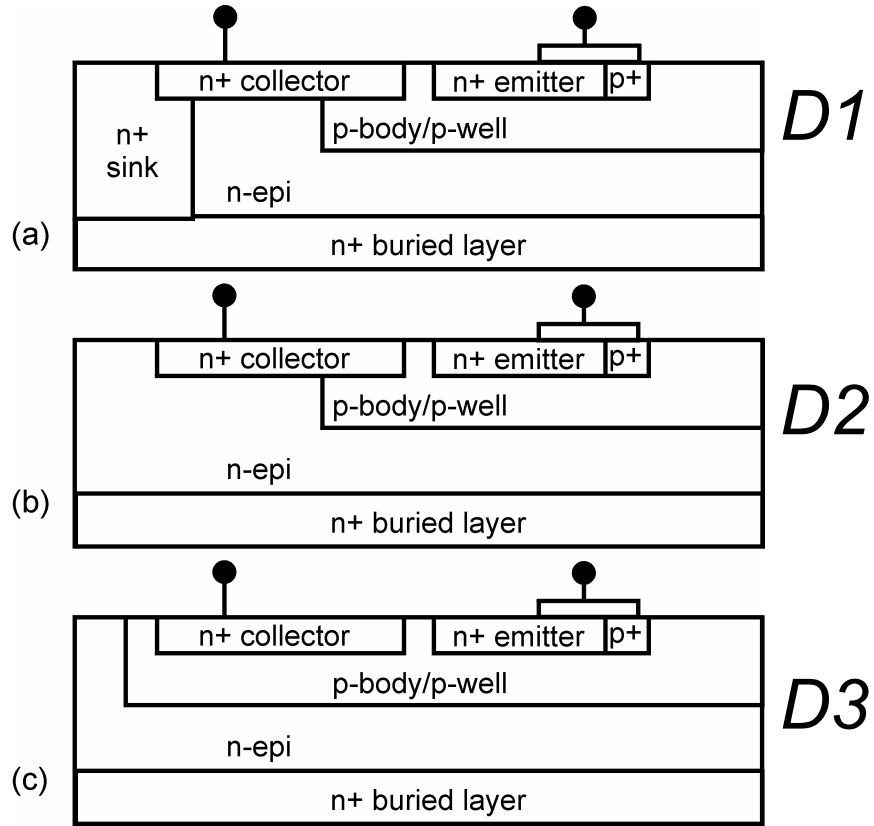 n+ collector
n+ emitter
p+
D1
n+
sink
p-body/p-well
n-epi
(a)
n+ buried layer
n+ collector
n+ emitter
p+
D2
p-body/p-well
n-epi
(b)
n+ buried layer
n+ collector
n+ emitter
p+
p-body/p-well
D3
n-epi
(c)
n+ buried layer